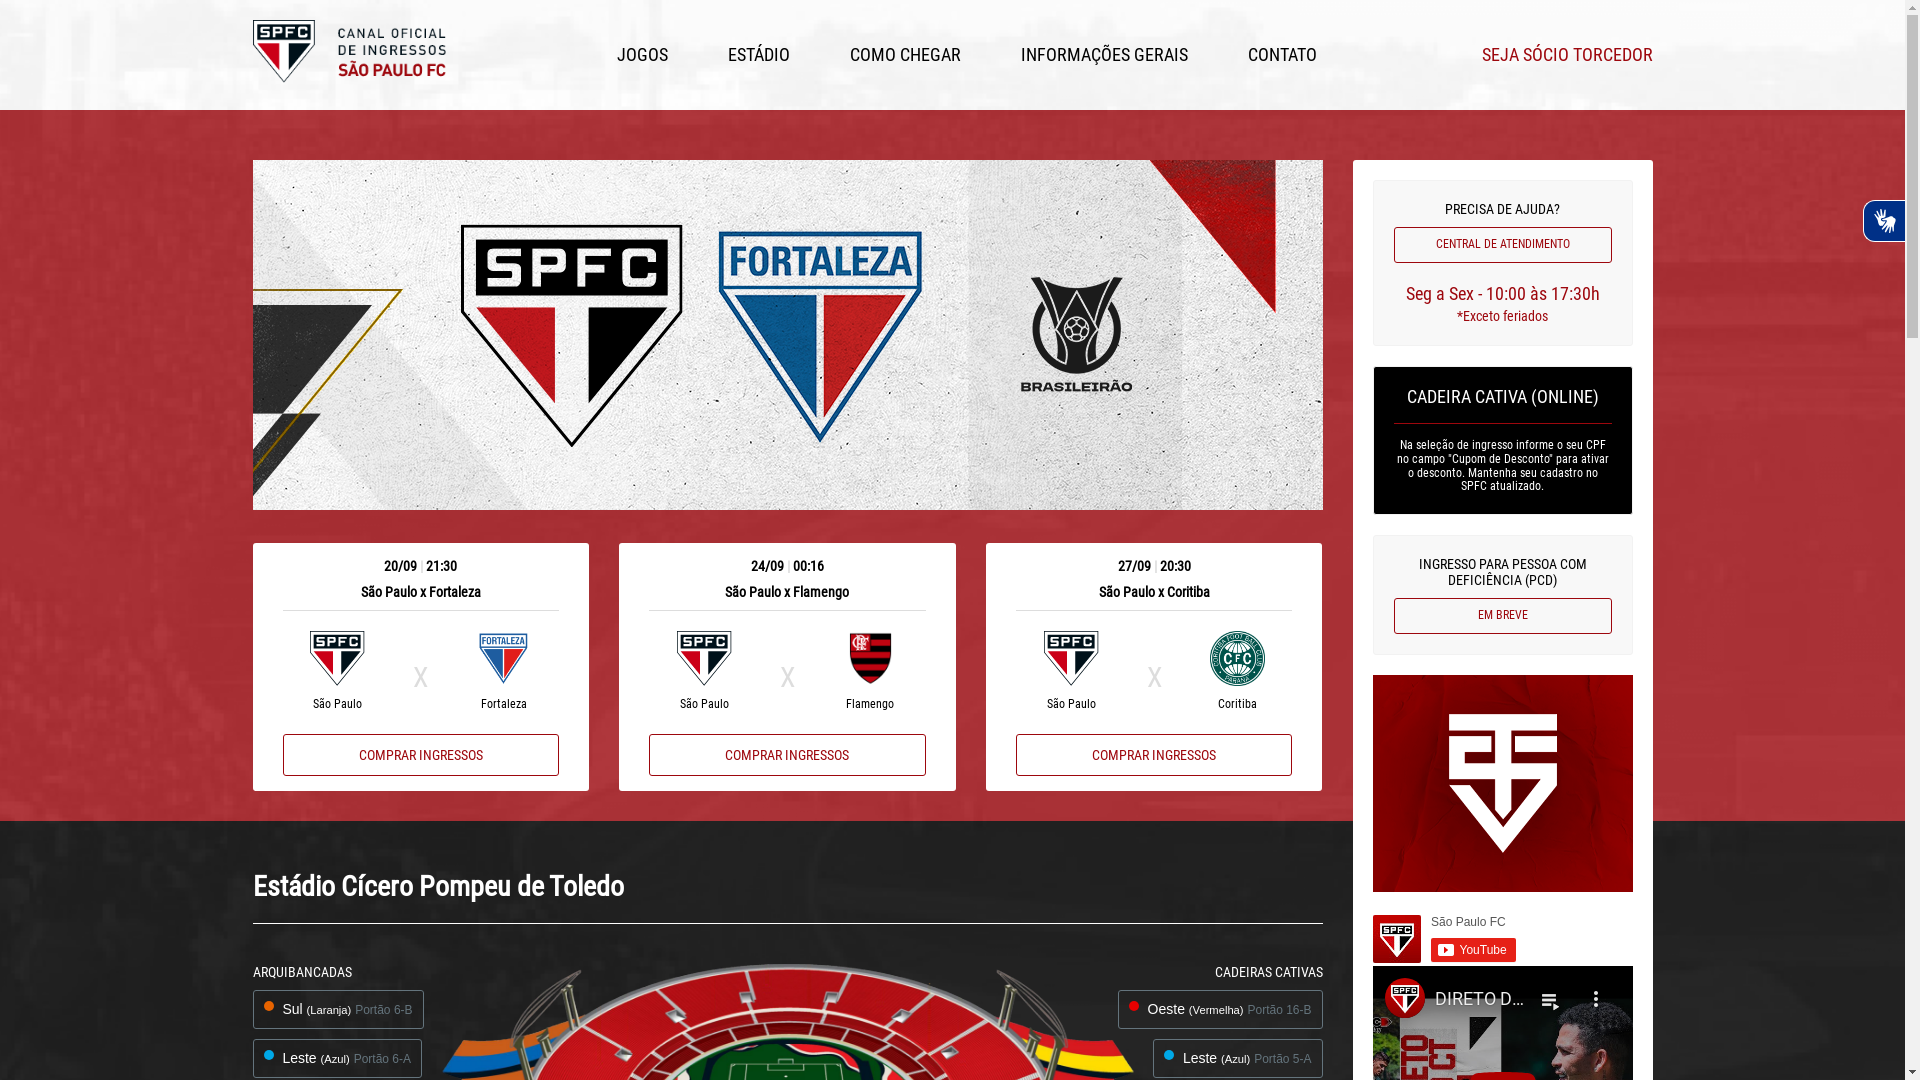 SPFC
CANAL OFICIAL
DE INGRESSOS
SÃO PAULO FC
JOGOS
ESTÁDIO
COMO CHEGAR
INFORMAÇÕES GERAIS
CONTATO
SEJA SÓCIO TORCEDOR
SPFC
FORTALEZA
BRASILEIRÃO
PRECISA DE AJUDA?
CENTRAL DE ATENDIMENTO
Seg a Sex - 10:00 às 17:30h
*Exceto feriados
CADEIRA CATIVA (ONLINE)
Na seleção de ingresso informe o seu CPF
no campo "Cupom de Desconto" para ativar
o desconto. Mantenha seu cadastro no
SPFC atualizado.
INGRESSO PARA PESSOA COM
DEFICIÊNCIA (PCD)
EM BREVE
20/09 | 21:30
São Paulo x Fortaleza
SPFC
X
FORTALEZA
São Paulo
Fortaleza
COMPRAR INGRESSOS
24/09 | 00:16
São Paulo x Flamengo
SPFC
X
São Paulo
Flamengo
COMPRAR INGRESSOS
27/09 | 20:30
São Paulo x Coritiba
SPFC
X
CFC
São Paulo
Coritiba
COMPRAR INGRESSOS
Estádio Cícero Pompeu de Toledo
ARQUIBANCADAS
Sul (Laranja) Portão 6-B
Leste (Azul) Portão 6-A
CADEIRAS CATIVAS
Oeste (Vermelha) Portão 16-B
Leste (Azul) Portão 5-A
SPFC
São Paulo FC
YouTube
SPFC
DIRETO D...